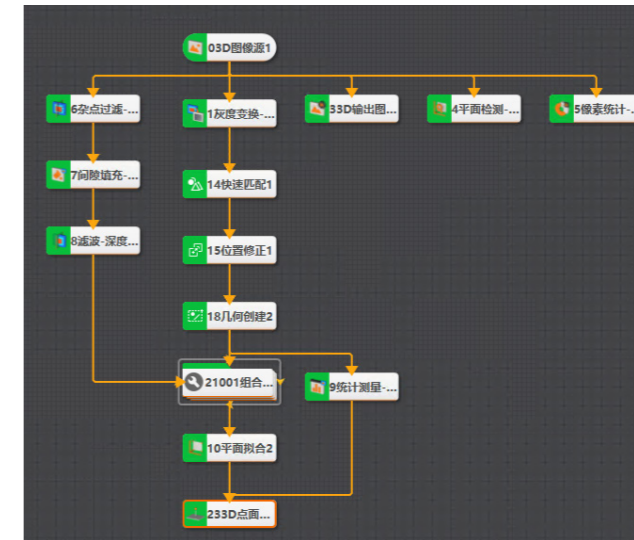 03D图像源1
6杂点过滤-...
1灰度变换-...
33D输出图...
4平面检测-...
5像素统计-...
7间隙填充-...
14快速匹配1
8滤波-深度...
15位置修正1
18几何创建2
21001组合...
9统计测量-...
10平面拟合2
233D点面...